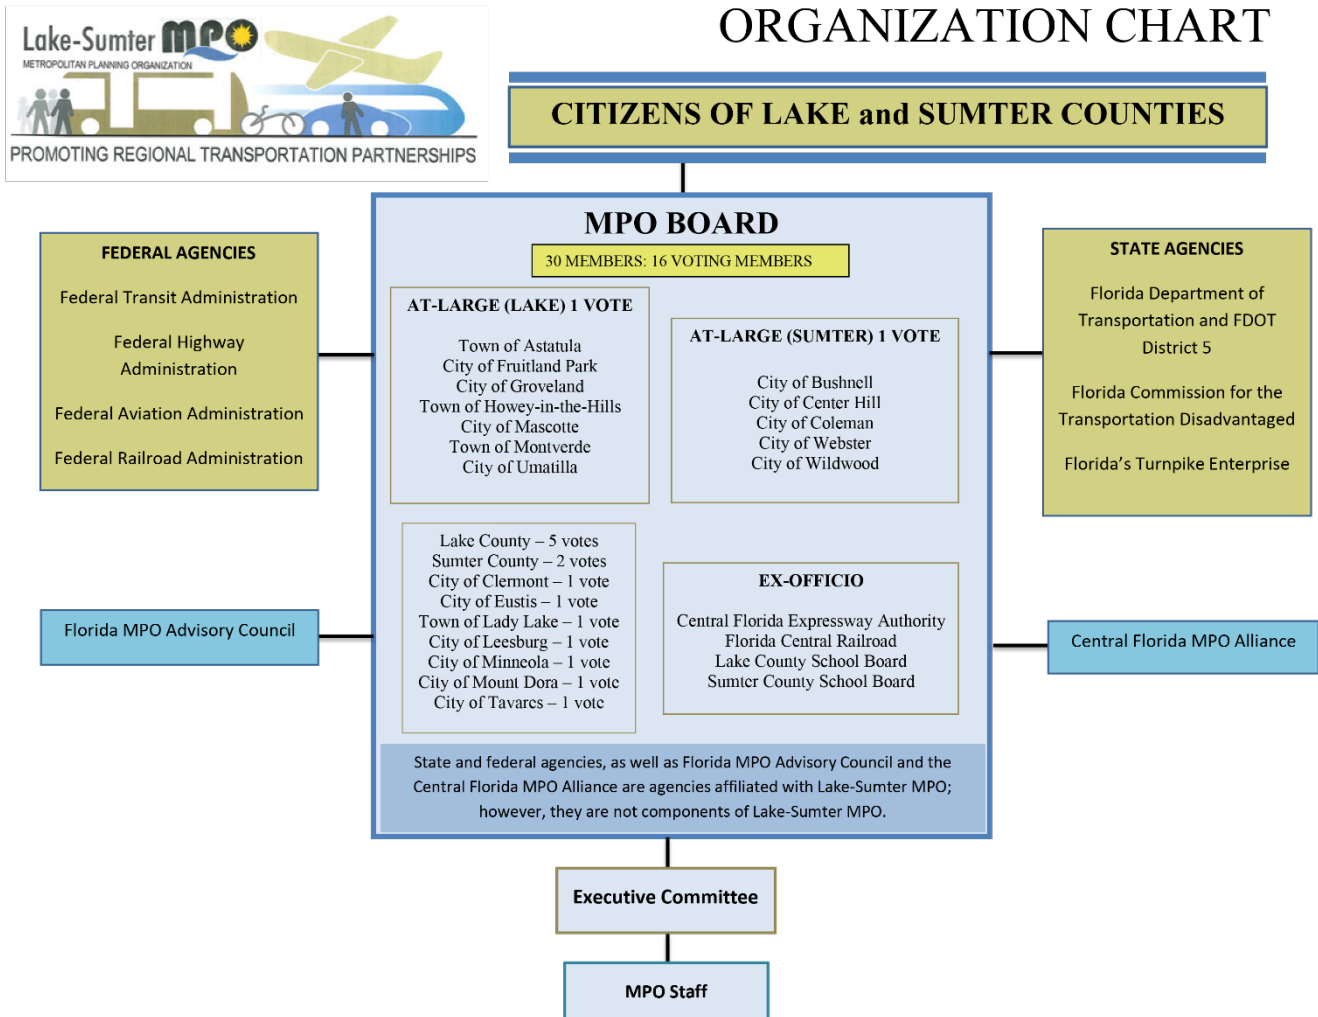 Lake-Sumter MPO
METROPOLITAN PLANNING ORGANIZATION
PROMOTING REGIONAL TRANSPORTATION PARTNERSHIPS
ORGANIZATION CHART
CITIZENS OF LAKE and SUMTER COUNTIES
MPO BOARD
30 MEMBERS: 16 VOTING MEMBERS
FEDERAL AGENCIES
Federal Transit Administration
Federal Highway
Administration
Federal Aviation Administration
Federal Railroad Administration
AT-LARGE (LAKE) 1 VOTE
Town of Astatula
City of Fruitland Park
City of Groveland
Town of Howey-in-the-Hills
City of Mascotte
Town of Montverde
City of Umatilla
AT-LARGE (SUMTER) 1 VOTE
City of Bushnell
City of Center Hill
City of Coleman
City of Webster
City of Wildwood
STATE AGENCIES
Florida Department of
Transportation and FDOT
District 5
Florida Commission for the
Transportation Disadvantaged
Florida's Turnpike Enterprise
Florida MPO Advisory Council
Lake County – 5 votes
Sumter County – 2 votes
City of Clermont – 1 vote
City of Eustis – 1 vote
Town of Lady Lake – 1 vote
City of Leesburg – 1 vote
City of Minneola – 1 vote
City of Mount Dora – 1 vote
City of Tavares – 1 vote
EX-OFFICIO
Central Florida Expressway Authority
Florida Central Railroad
Lake County School Board
Sumter County School Board
Central Florida MPO Alliance
State and federal agencies, as well as Florida MPO Advisory Council and the
Central Florida MPO Alliance are agencies affiliated with Lake-Sumter MPO;
however, they are not components of Lake-Sumter MPO.
Executive Committee
MPO Staff